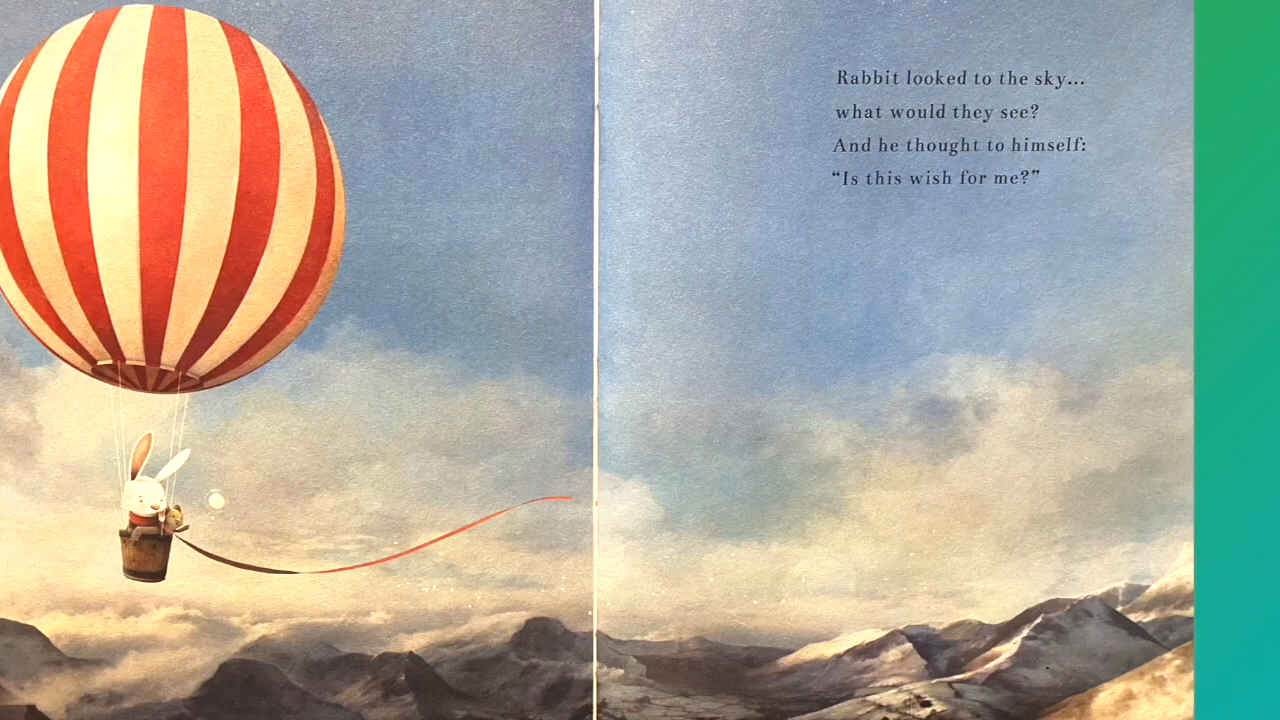 Rabbit looked to the sky...
what would they see?
And he thought to himself:
“Is this wish for me?”